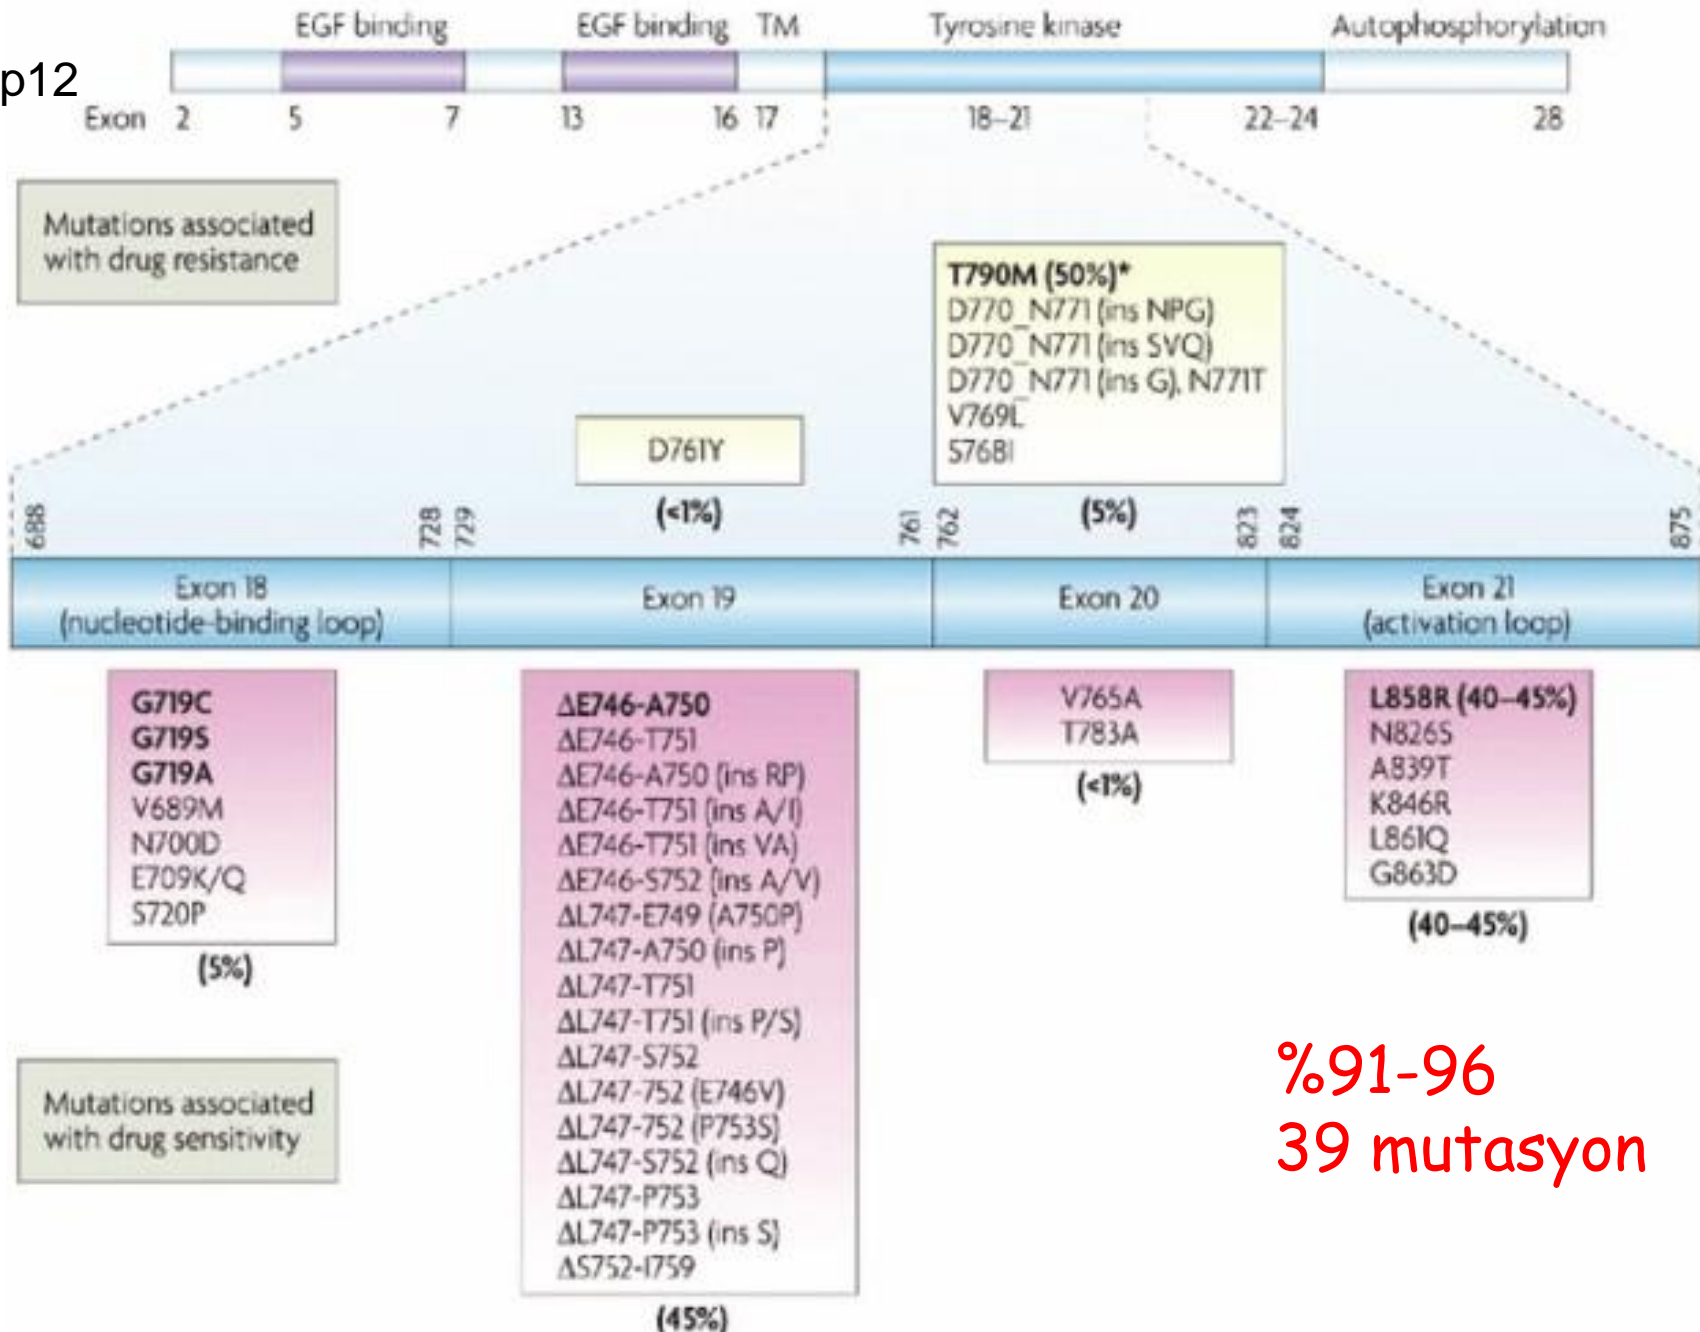 EGF binding EGF binding TM Tyrosine kinase Autophosphorylation
p12
Exon 2 5 7 13 16 17 18–21 22–24 28
Mutations associated
with drug resistance
T790M (50%)*
D770_N771 (ins NPG)
D770_N771 (ins SVQ)
D770_N771 (ins G), N771T
V769L
S768I
D761Y
(<1%)
(5%)
688 728 729 761 762 823 824 875
Exon 18
(nucleotide-binding loop)
Exon 19
Exon 20
Exon 21
(activation loop)
G719C
G719S
G719A
V689M
N700D
E709K/Q
S720P
(5%)
ΔE746-A750
ΔE746-T751
ΔE746-A750 (ins RP)
ΔE746-T751 (ins A/I)
ΔE746-T751 (ins VA)
ΔE746-S752 (ins A/V)
ΔL747-E749 (A750P)
ΔL747-A750 (ins P)
ΔL747-T751
ΔL747-T751 (ins P/S)
ΔL747-S752
ΔL747-752 (E746V)
ΔL747-752 (P753S)
ΔL747-S752 (ins Q)
ΔL747-P753
ΔL747-P753 (ins S)
ΔS752-I759
(45%)
V765A
T783A
(<1%)
L858R (40–45%)
N826S
A839T
K846R
L861Q
G863D
(40–45%)
Mutations associated
with drug sensitivity
%91-96
39 mutasyon